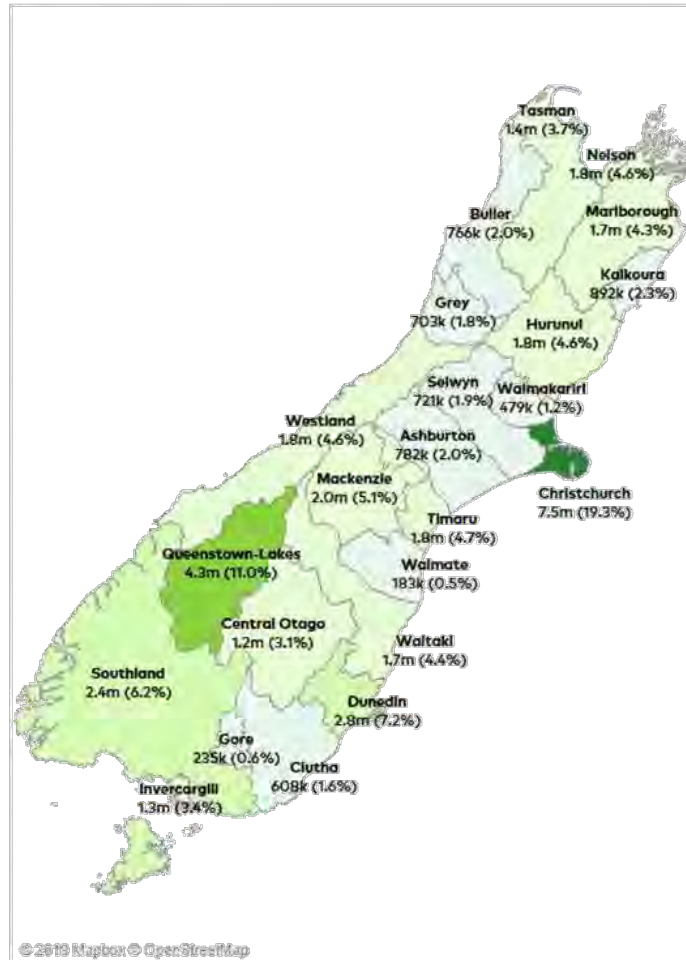 Tasman
1.4m (3.7%)
Nelson
1.8m (4.6%)
Buller
766k (2.0%)
Marlborough
1.7m (4.3%)
Kaikoura
892k (2.3%)
Grey
703k (1.8%)
Hurunui
1.8m (4.6%)
Selwyn
721k (1.9%)
Waimakariri
479k (1.2%)
Westland
1.8m (4.6%)
Ashburton
782k (2.0%)
Mackenzie
2.0m (5.1%)
Christchurch
7.5m (19.3%)
Timaru
1.8m (4.7%)
Queenstown-Lakes
4.3m (11.0%)
Waimate
183k (0.5%)
Central Otago
1.2m (3.1%)
Waitaki
1.7m (4.4%)
Southland
2.4m (6.2%)
Dunedin
2.8m (7.2%)
Gore
235k (0.6%)
Clutha
608k (1.6%)
Invercargill
1.3m (3.4%)
© 2019 Mapbox © OpenStreetMap